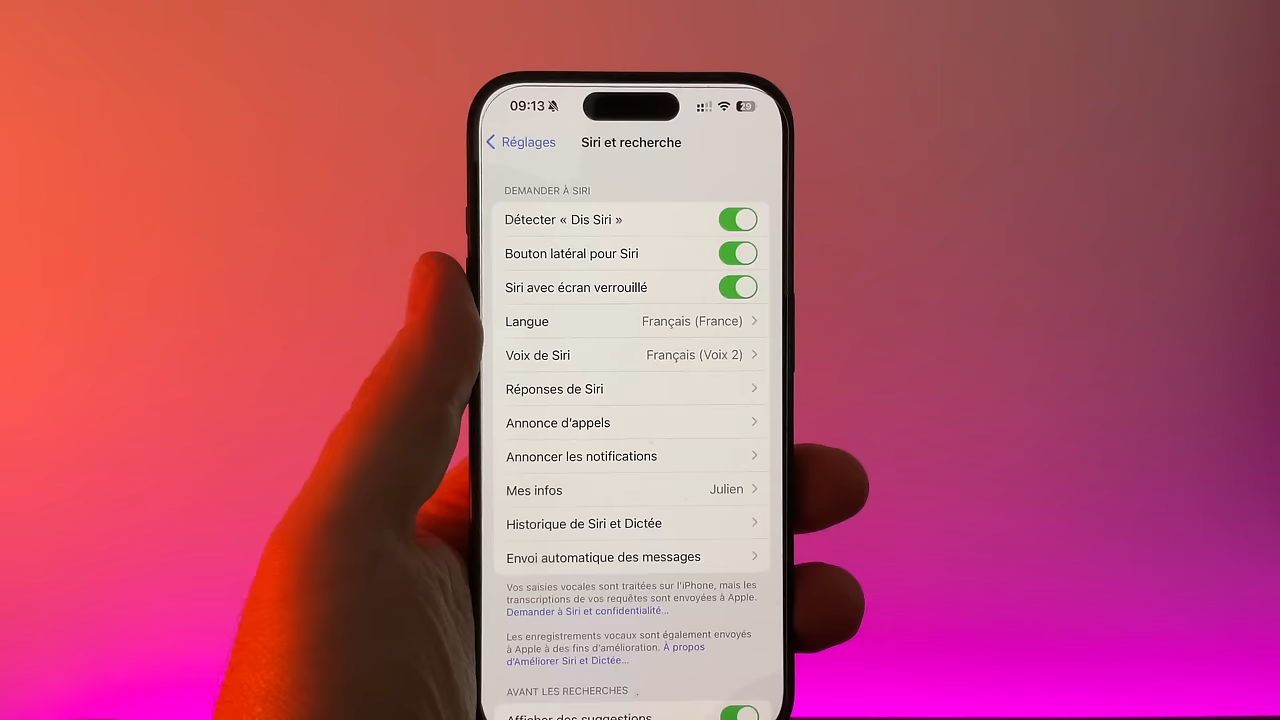 09:13
29
Réglages
Siri et recherche
DEMANDER À SIRI
Détecter « Dis Siri »
Bouton latéral pour Siri
Siri avec écran verrouillé
Langue Français (France)
Voix de Siri Français (Voix 2)
Réponses de Siri
Annonce d'appels
Annoncer les notifications
Mes infos Julien
Historique de Siri et Dictée
Envoi automatique des messages
Vos saisies vocales sont traitées sur l'iPhone, mais les
transcriptions de vos requêtes sont envoyées à Apple.
Demander à Siri et confidentialité...
Les enregistrements vocaux sont également envoyés
à Apple à des fins d'amélioration. À propos
d'Améliorer Siri et Dictée...
AVANT LES RECHERCHES
Afficher des suggestions